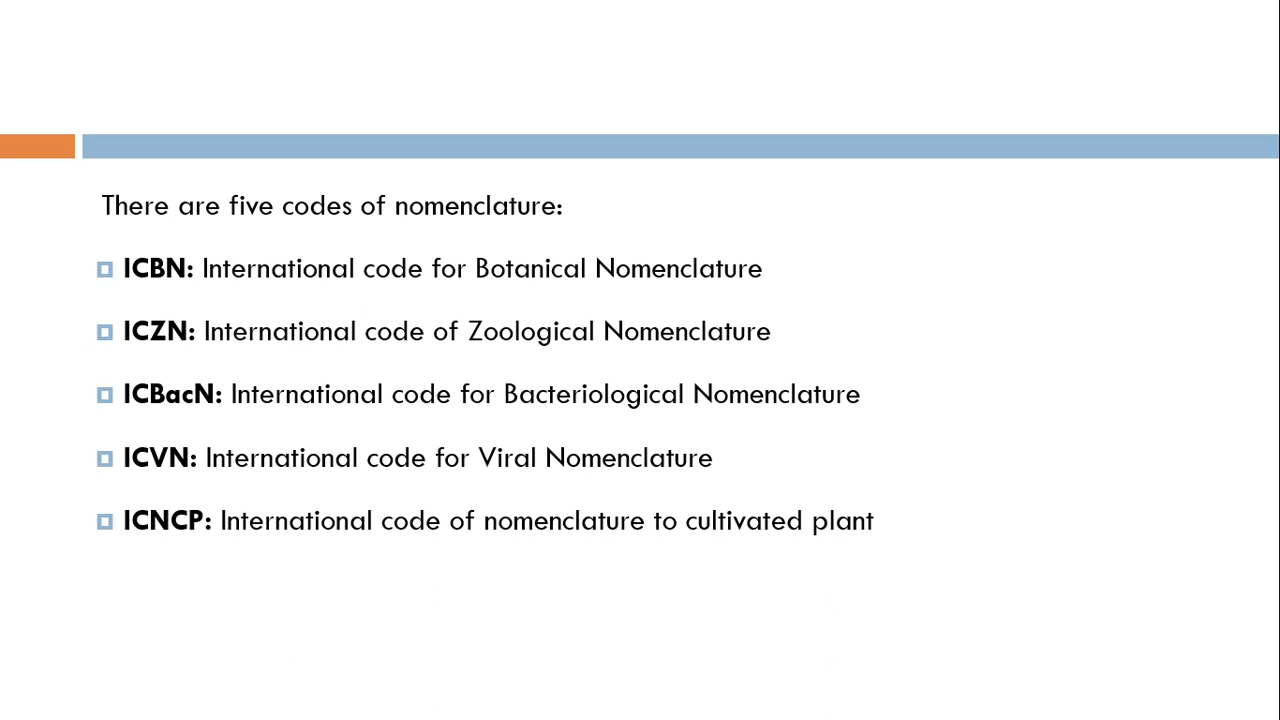 There are five codes of nomenclature:
ICBN: International code for Botanical Nomenclature
ICZN: International code of Zoological Nomenclature
ICBacN: International code for Bacteriological Nomenclature
ICVN: International code for Viral Nomenclature
ICNCP: International code of nomenclature to cultivated plant